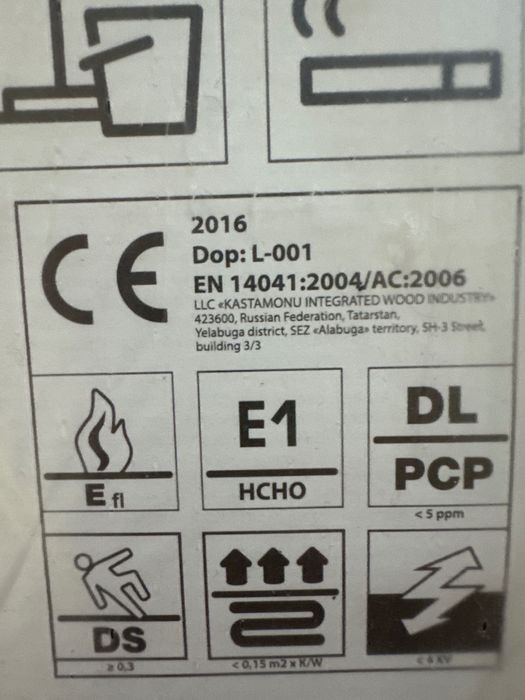 CE
2016
Dop: L-001
EN 14041:2004/AC:2006
LLC «KASTAMONU INTEGRATED WOOD INDUSTRY»
423600, Russian Federation, Tatarstan,
Yelabuga district, SEZ «Alabuga» territory, SH-3 Street,
building 3/3
E fl
E1
HCHO
DL
PCP
< 5 ppm
DS
≥ 0,3
< 0,15 m2 x K/W
< 6 KV